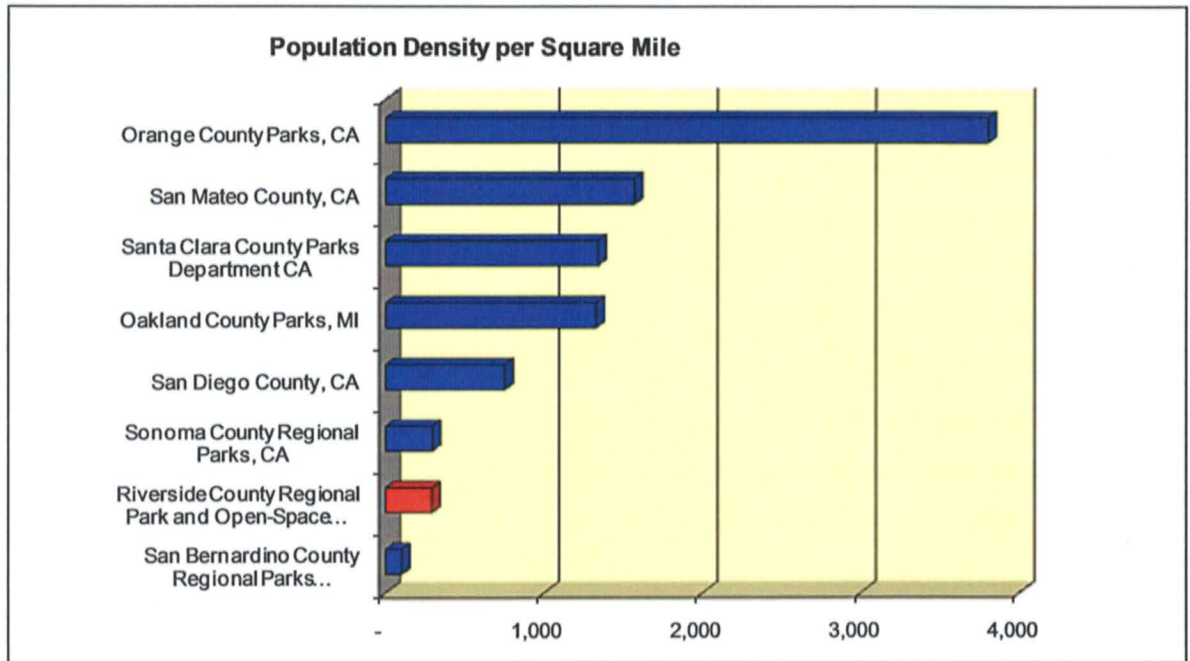 Population Density per Square Mile
Orange County Parks, CA
San Mateo County, CA
Santa Clara County Parks
Department CA
Oakland County Parks, MI
San Diego County, CA
Sonoma County Regional
Parks, CA
Riverside County Regional
Park and Open-Space...
San Bernardino County
Regional Parks...
- 1,000 2,000 3,000 4,000